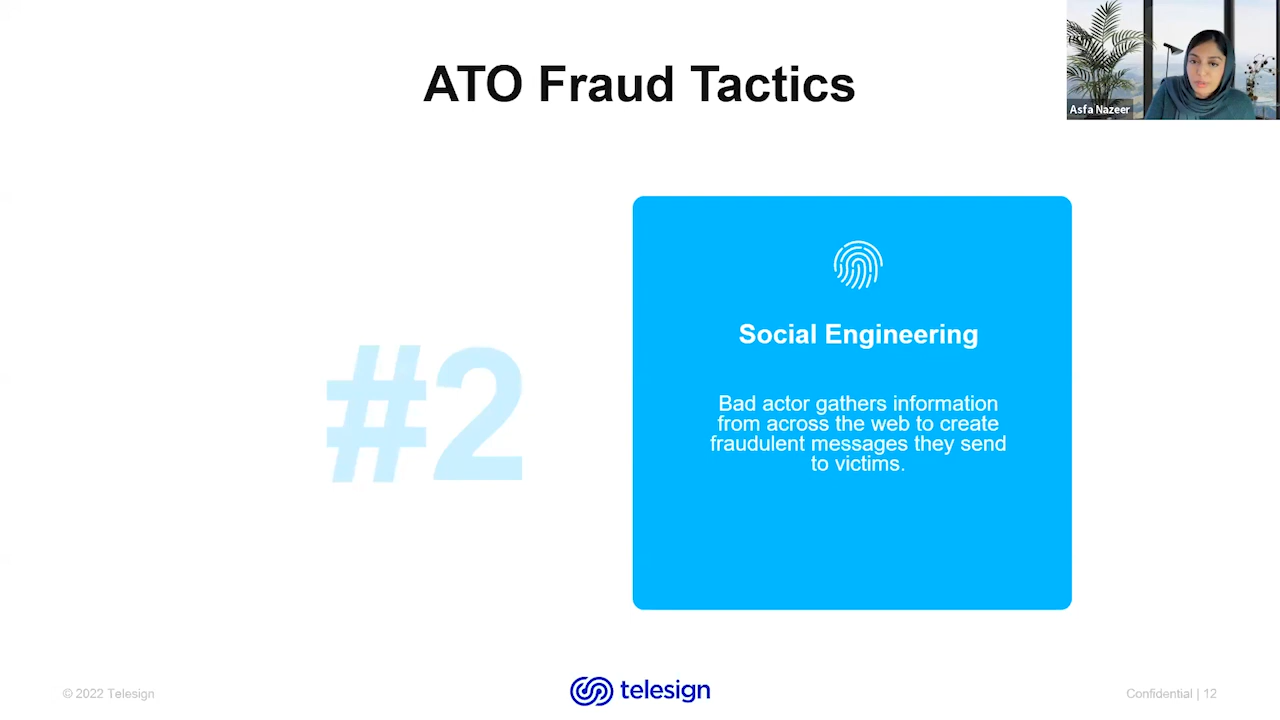 ATO Fraud Tactics
Asfa Nazeer
#2
Social Engineering
Bad actor gathers information
from across the web to create
fraudulent messages they send
to victims.
© 2022 Telesign
telesign
Confidential | 12